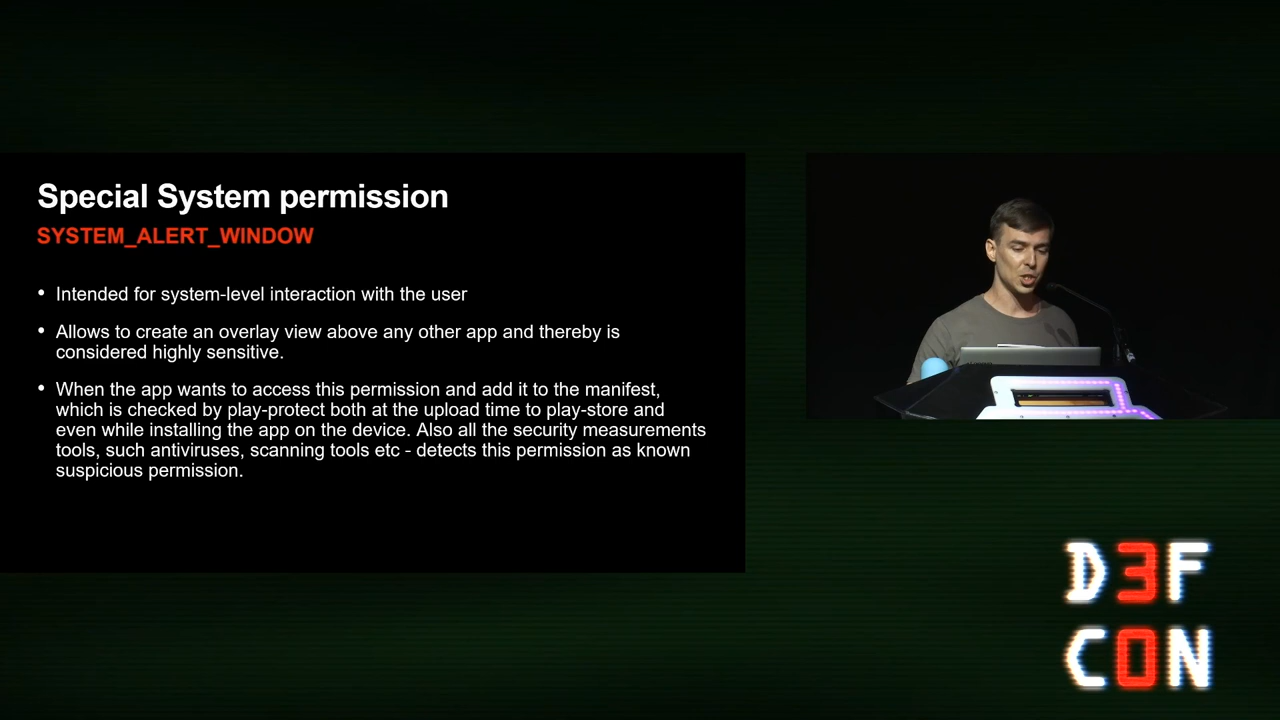 Special System permission
SYSTEM_ALERT_WINDOW
• Intended for system-level interaction with the user
• Allows to create an overlay view above any other app and thereby is
considered highly sensitive.
• When the app wants to access this permission and add it to the manifest,
which is checked by play-protect both at the upload time to play-store and
even while installing the app on the device. Also all the security measurements
tools, such antiviruses, scanning tools etc - detects this permission as known
suspicious permission.
D3F
C0N